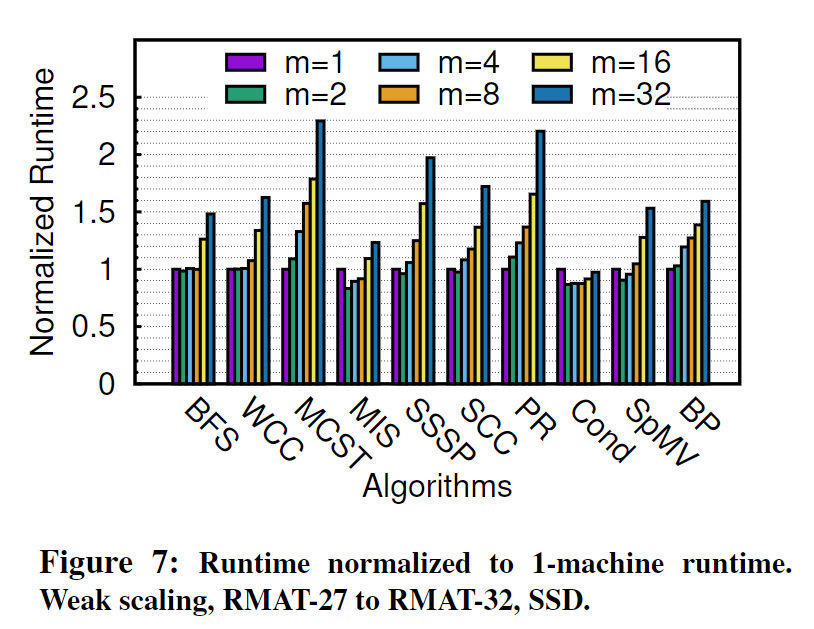 m=1 m=4 m=16
m=2 m=8 m=32
Normalized Runtime
2.5
2
1.5
1
0.5
0
BFS WCC MCST MIS SSSP SCC PR Cond SpMV BP
Algorithms
Figure 7: Runtime normalized to 1-machine runtime.
Weak scaling, RMAT-27 to RMAT-32, SSD.